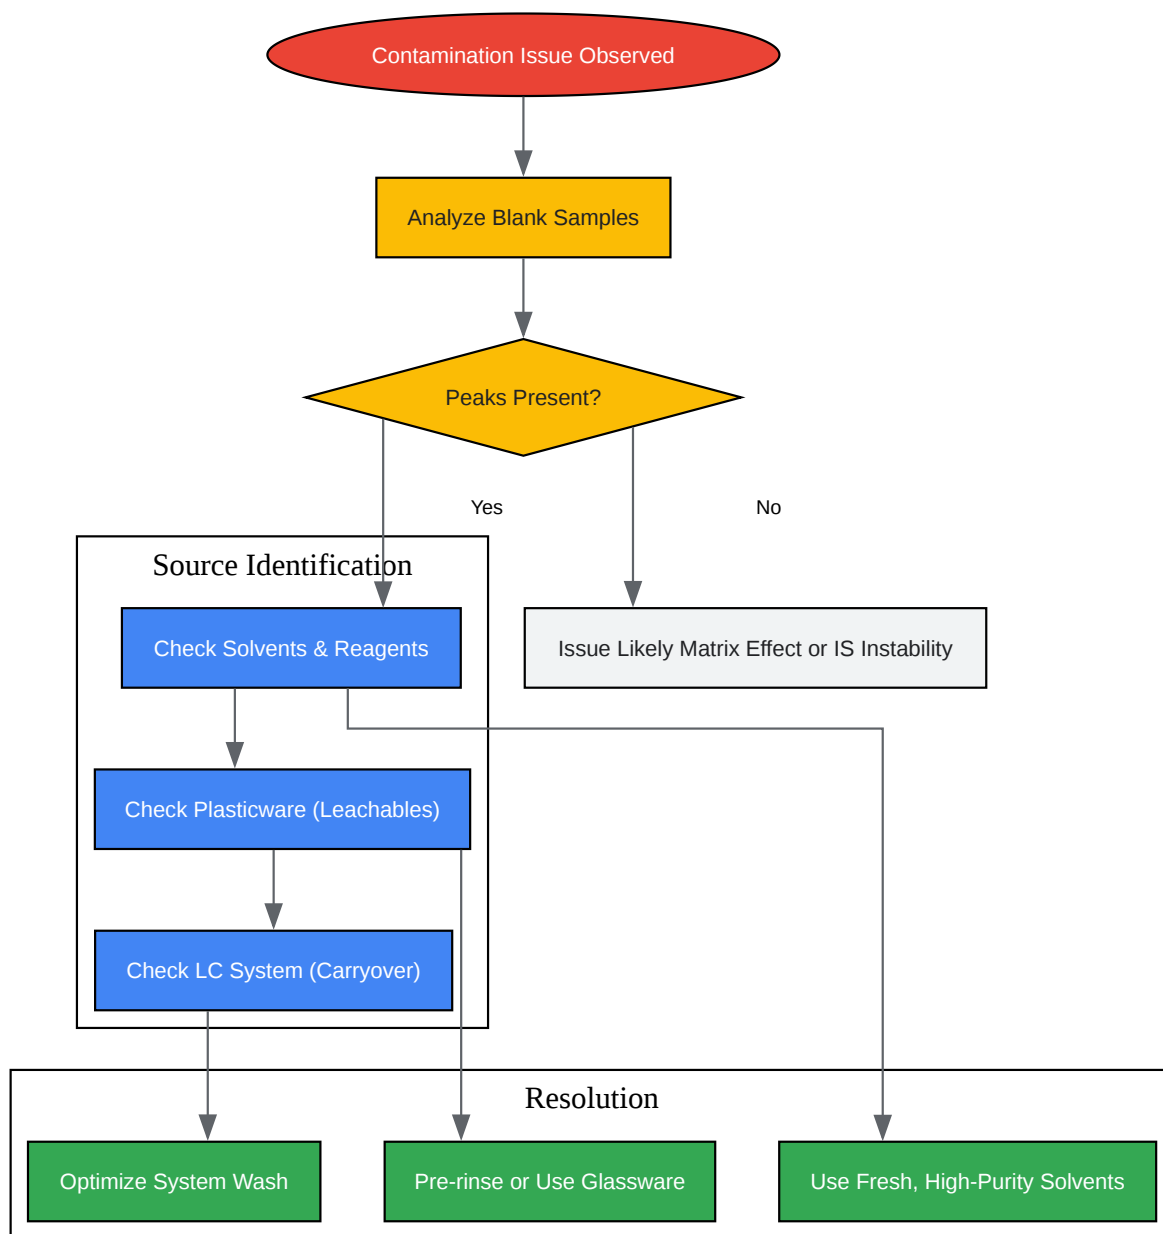 Contamination Issue Observed
Analyze Blank Samples
Peaks Present?
Yes
No
Source Identification
Check Solvents & Reagents
Issue Likely Matrix Effect or IS Instability
Check Plasticware (Leachables)
Check LC System (Carryover)
Resolution
Optimize System Wash
Pre-rinse or Use Glassware
Use Fresh, High-Purity Solvents